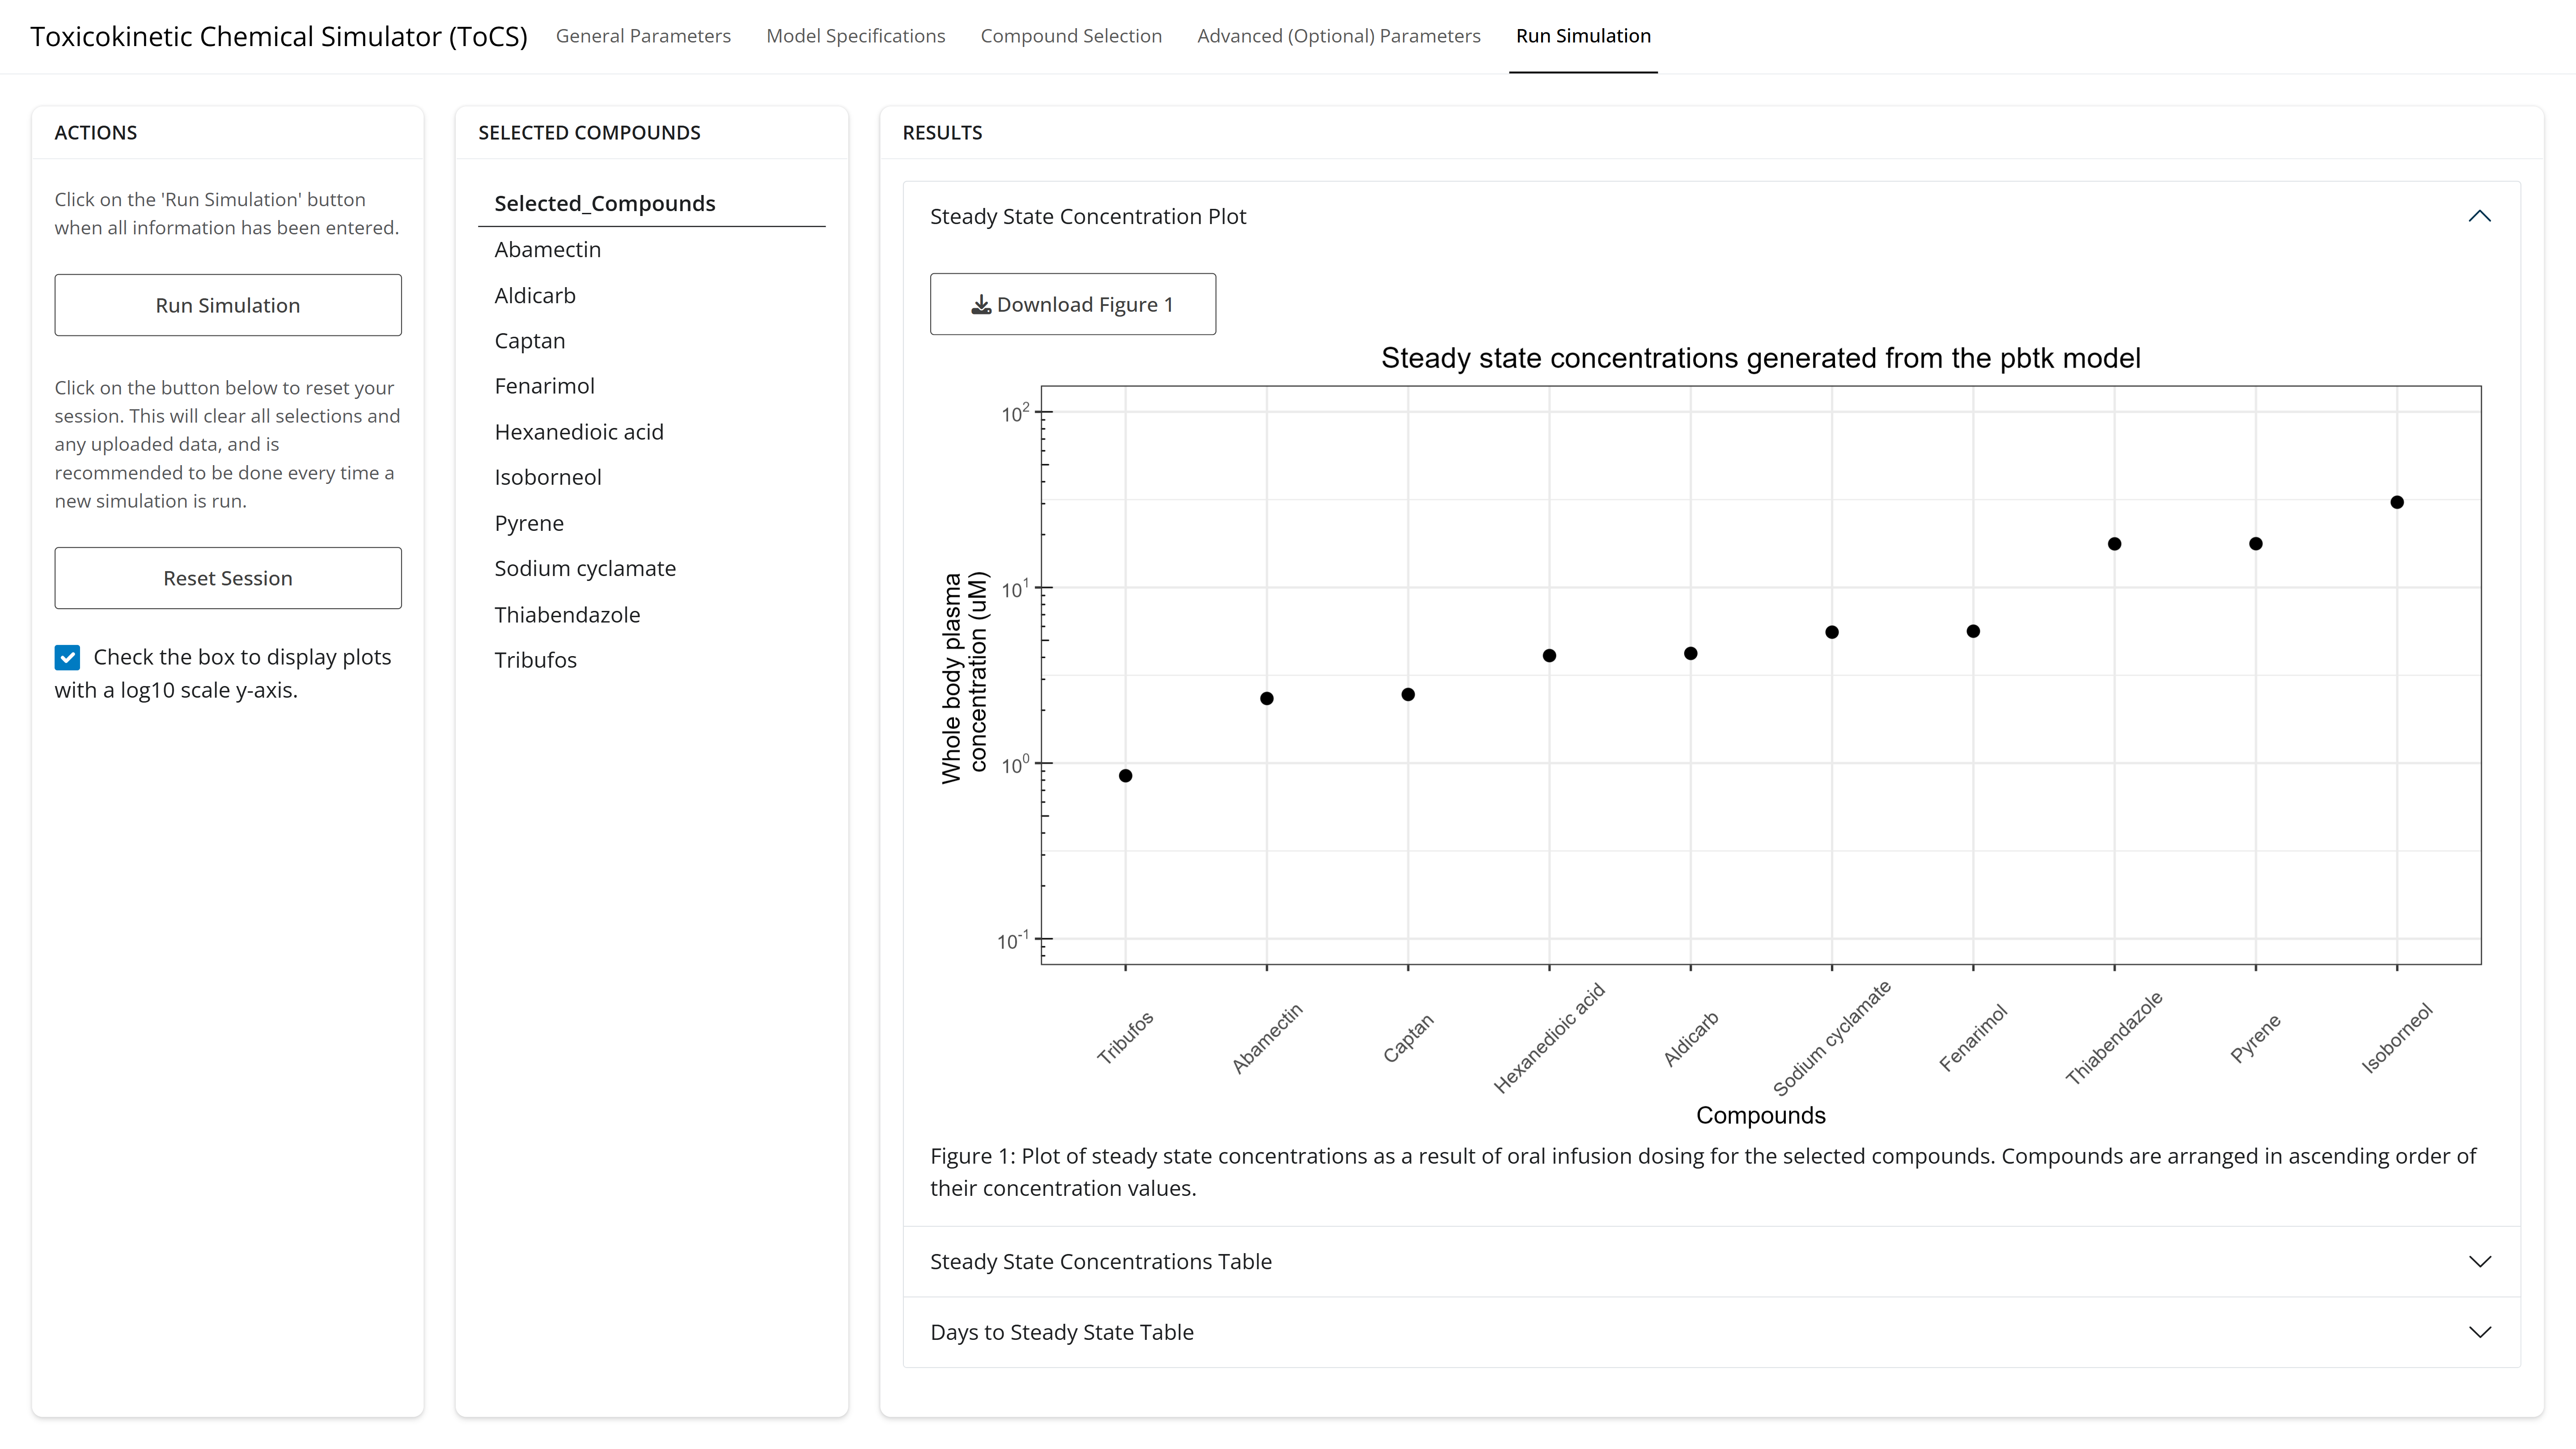 Toxicokinetic Chemical Simulator (ToCS)
General Parameters
Model Specifications
Compound Selection
Advanced (Optional) Parameters
Run Simulation
ACTIONS
Click on the 'Run Simulation' button
when all information has been entered.
Run Simulation
Click on the button below to reset your
session. This will clear all selections and
any uploaded data, and is
recommended to be done every time a
new simulation is run.
Reset Session
Check the box to display plots
with a log10 scale y-axis.
SELECTED COMPOUNDS
Selected_Compounds
Abamectin
Aldicarb
Captan
Fenarimol
Hexanedioic acid
Isoborneol
Pyrene
Sodium cyclamate
Thiabendazole
Tribufos
RESULTS
Steady State Concentration Plot
Download Figure 1
Steady state concentrations generated from the pbtk model
Whole body plasma
concentration (uM)
10²
10¹
10⁰
10⁻¹
Tribufos
Abamectin
Captan
Hexanedioic acid
Aldicarb
Sodium cyclamate
Fenarimol
Thiabendazole
Pyrene
Isoborneol
Compounds
Figure 1: Plot of steady state concentrations as a result of oral infusion dosing for the selected compounds. Compounds are arranged in ascending order of
their concentration values.
Steady State Concentrations Table
Days to Steady State Table